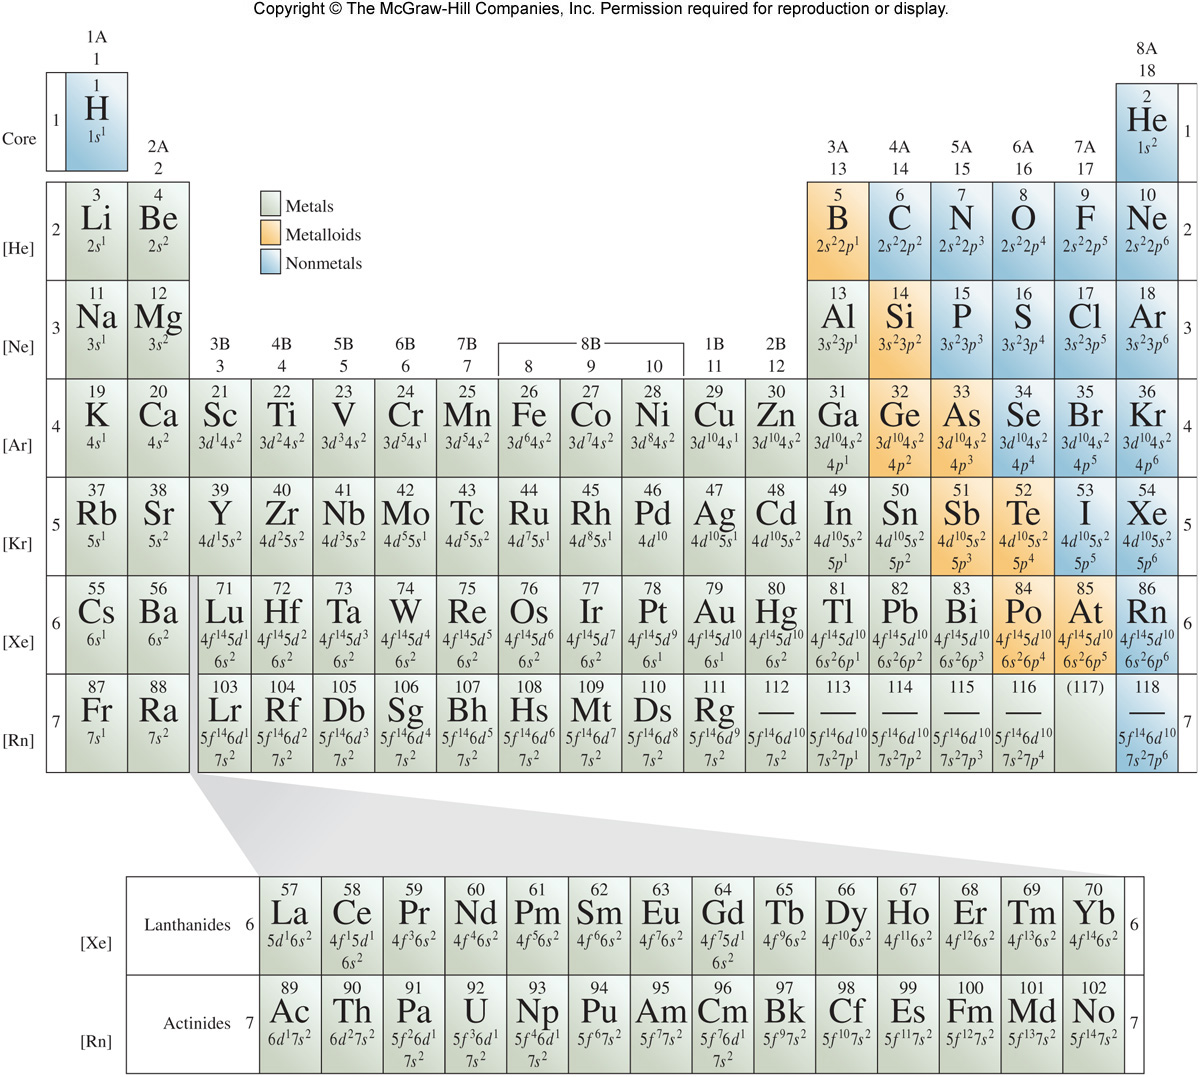 Copyright © The McGraw-Hill Companies, Inc. Permission required for reproduction or display.
1A 8A
1 18
1 2
H He
Core 1 1s¹ 1s² 1
2A 3A 4A 5A 6A 7A
2 13 14 15 16 17
3 4 5 6 7 8 9 10
Li Be B C N O F Ne
[He] 2 2s¹ 2s² 2s²2p¹ 2s²2p² 2s²2p³ 2s²2p⁴ 2s²2p⁵ 2s²2p⁶ 2
Metals
Metalloids
Nonmetals
11 12 13 14 15 16 17 18
Na Mg Al Si P S Cl Ar
[Ne] 3 3s¹ 3s² 3s²3p¹ 3s²3p² 3s²3p³ 3s²3p⁴ 3s²3p⁵ 3s²3p⁶ 3
3B 4B 5B 6B 7B 8B 1B 2B
3 4 5 6 7 8 9 10 11 12
19 20 21 22 23 24 25 26 27 28 29 30 31 32 33 34 35 36
K Ca Sc Ti V Cr Mn Fe Co Ni Cu Zn Ga Ge As Se Br Kr
[Ar] 4 4s¹ 4s² 3d¹4s² 3d²4s² 3d³4s² 3d⁵4s¹ 3d⁵4s² 3d⁶4s² 3d⁷4s² 3d⁸4s² 3d¹⁰4s¹ 3d¹⁰4s² 3d¹⁰4s² 3d¹⁰4s² 3d¹⁰4s² 3d¹⁰4s² 3d¹⁰4s² 3d¹⁰4s² 4
4p¹ 4p² 4p³ 4p⁴ 4p⁵ 4p⁶
37 38 39 40 41 42 43 44 45 46 47 48 49 50 51 52 53 54
Rb Sr Y Zr Nb Mo Tc Ru Rh Pd Ag Cd In Sn Sb Te I Xe
[Kr] 5 5s¹ 5s² 4d¹5s² 4d²5s² 4d³5s² 4d⁵5s¹ 4d⁵5s² 4d⁷5s¹ 4d⁸5s¹ 4d¹⁰ 4d¹⁰5s¹ 4d¹⁰5s² 4d¹⁰5s² 4d¹⁰5s² 4d¹⁰5s² 4d¹⁰5s² 4d¹⁰5s² 4d¹⁰5s² 5
5p¹ 5p² 5p³ 5p⁴ 5p⁵ 5p⁶
55 56 71 72 73 74 75 76 77 78 79 80 81 82 83 84 85 86
Cs Ba Lu Hf Ta W Re Os Ir Pt Au Hg Tl Pb Bi Po At Rn
[Xe] 6 6s¹ 6s² 4f¹⁴5d¹ 4f¹⁴5d² 4f¹⁴5d³ 4f¹⁴5d⁴ 4f¹⁴5d⁵ 4f¹⁴5d⁶ 4f¹⁴5d⁷ 4f¹⁴5d⁹ 4f¹⁴5d¹⁰ 4f¹⁴5d¹⁰ 4f¹⁴5d¹⁰ 4f¹⁴5d¹⁰ 4f¹⁴5d¹⁰ 4f¹⁴5d¹⁰ 4f¹⁴5d¹⁰ 4f¹⁴5d¹⁰ 6
6s² 6s² 6s² 6s² 6s² 6s² 6s² 6s¹ 6s¹ 6s² 6s²6p¹ 6s²6p² 6s²6p³ 6s²6p⁴ 6s²6p⁵ 6s²6p⁶
87 88 103 104 105 106 107 108 109 110 111 112 113 114 115 116 (117) 118
Fr Ra Lr Rf Db Sg Bh Hs Mt Ds Rg — — — — — —
[Rn] 7 7s¹ 7s² 5f¹⁴6d¹ 5f¹⁴6d² 5f¹⁴6d³ 5f¹⁴6d⁴ 5f¹⁴6d⁵ 5f¹⁴6d⁶ 5f¹⁴6d⁷ 5f¹⁴6d⁸ 5f¹⁴6d⁹ 5f¹⁴6d¹⁰ 5f¹⁴6d¹⁰ 5f¹⁴6d¹⁰ 5f¹⁴6d¹⁰ 5f¹⁴6d¹⁰ 5f¹⁴6d¹⁰ 7
7s² 7s² 7s² 7s² 7s² 7s² 7s² 7s² 7s² 7s² 7s²7p¹ 7s²7p² 7s²7p³ 7s²7p⁴ 7s²7p⁶
57 58 59 60 61 62 63 64 65 66 67 68 69 70
Lanthanides 6 La Ce Pr Nd Pm Sm Eu Gd Tb Dy Ho Er Tm Yb 6
[Xe] 5d¹6s² 4f¹5d¹ 4f³6s² 4f⁴6s² 4f⁵6s² 4f⁶6s² 4f⁷6s² 4f⁷5d¹ 4f⁹6s² 4f¹⁰6s² 4f¹¹6s² 4f¹²6s² 4f¹³6s² 4f¹⁴6s²
6s² 6s²
89 90 91 92 93 94 95 96 97 98 99 100 101 102
Actinides 7 Ac Th Pa U Np Pu Am Cm Bk Cf Es Fm Md No 7
[Rn] 6d¹7s² 6d²7s² 5f²6d¹ 5f³6d¹ 5f⁴6d¹ 5f⁶7s² 5f⁷7s² 5f⁷6d¹ 5f⁹7s² 5f¹⁰7s² 5f¹¹7s² 5f¹²7s² 5f¹³7s² 5f¹⁴7s²
7s² 7s² 7s² 7s²